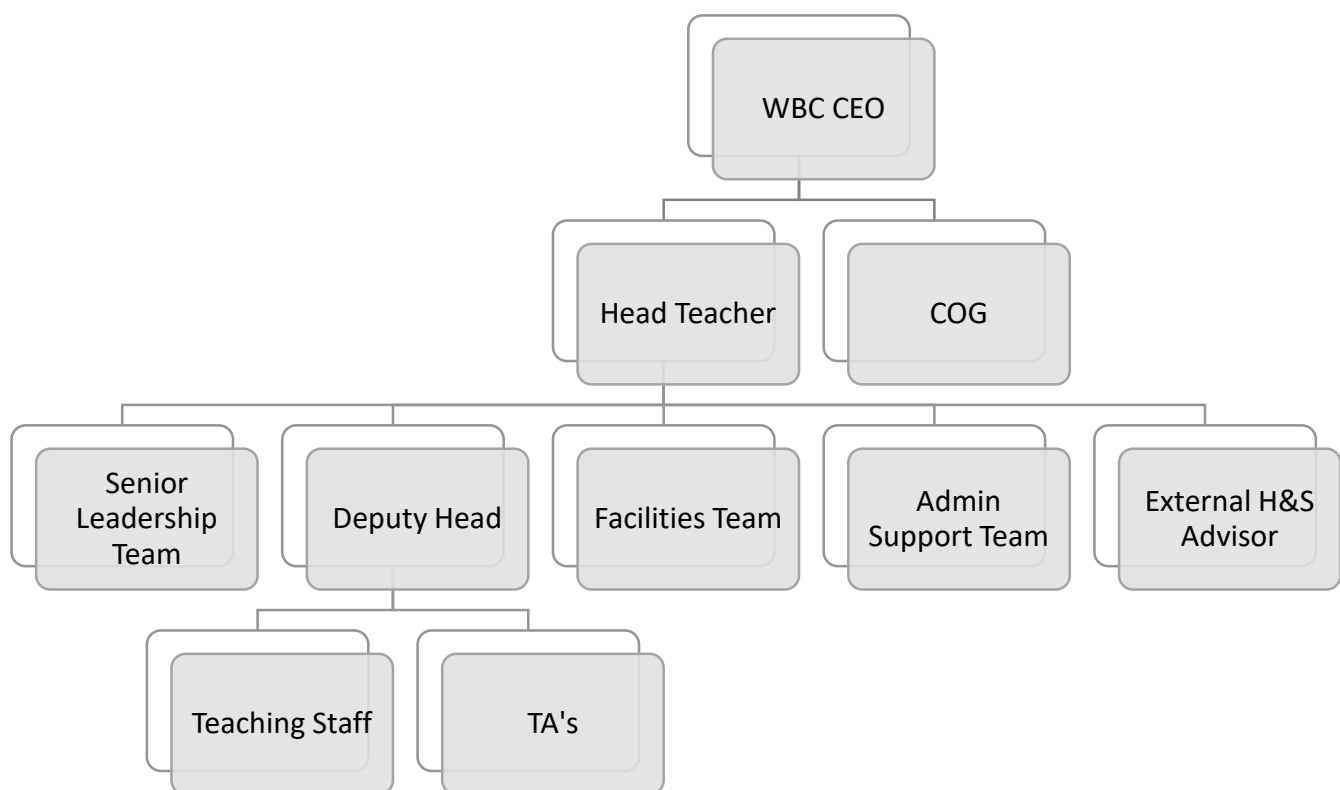 WBC CEO
Head Teacher
COG
Senior
Leadership
Team
Deputy Head
Facilities Team
Admin
Support Team
External H&S
Advisor
Teaching Staff
TA's